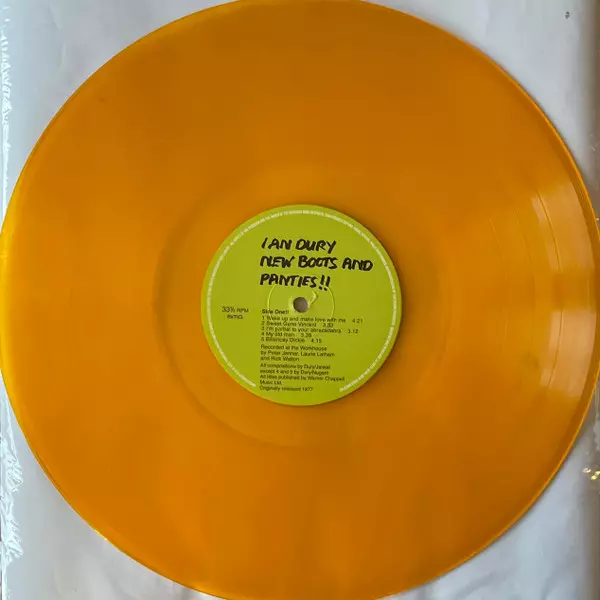 IAN DURY
NEW BOOTS AND
PANTIES!!
33⅓ RPM
Side One!!
1 Wake up and make love with me 4.21
2 Sweet Gene Vincent 3.33
3 I'm partial to your abracadabra 3.12
4 My old man 3.38
5 Billericay Dickie 4.15
Recorded at the Workhouse
by Peter Jenner, Laurie Latham
and Rick Walton
All compositions by Dury/Jankel
except 4 and 5 by Dury/Nugent
All titles published by Warner Chappell
Music Ltd.
Originally released 1977